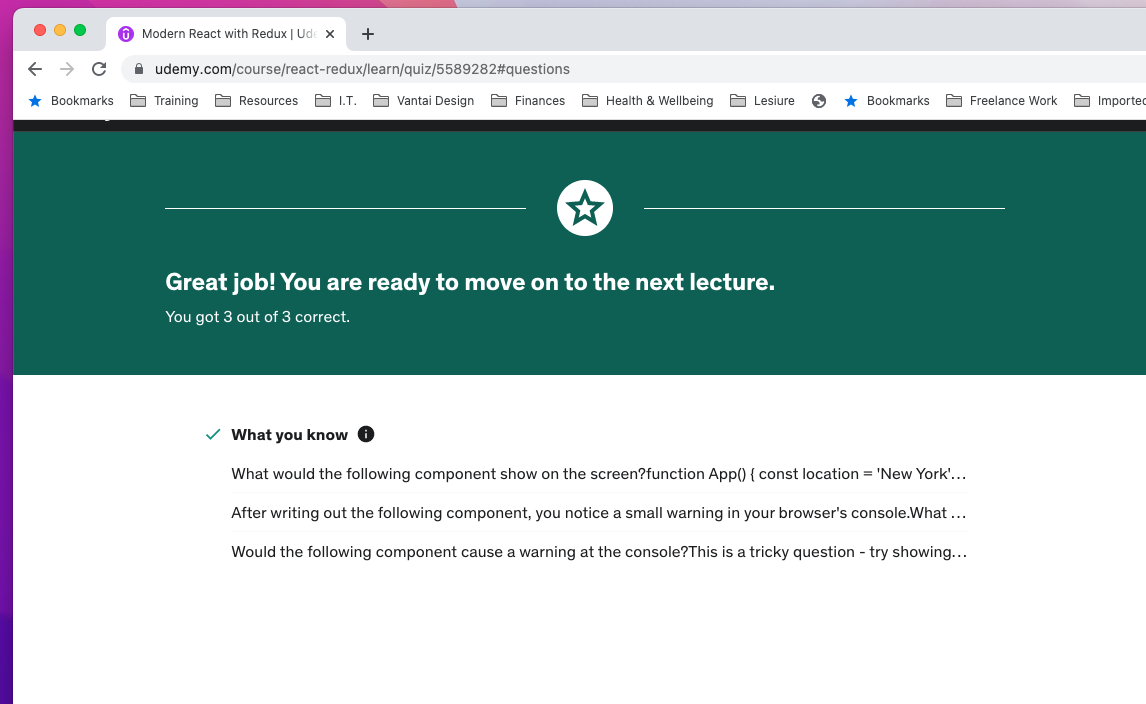 Modern React with Redux | Ude
udemy.com/course/react-redux/learn/quiz/5589282#questions
Bookmarks Training Resources I.T. Vantai Design Finances Health & Wellbeing Lesiure Bookmarks Freelance Work Imported
Great job! You are ready to move on to the next lecture.
You got 3 out of 3 correct.
What you know
What would the following component show on the screen?function App() { const location = 'New York'...
After writing out the following component, you notice a small warning in your browser's console.What ...
Would the following component cause a warning at the console?This is a tricky question - try showing...